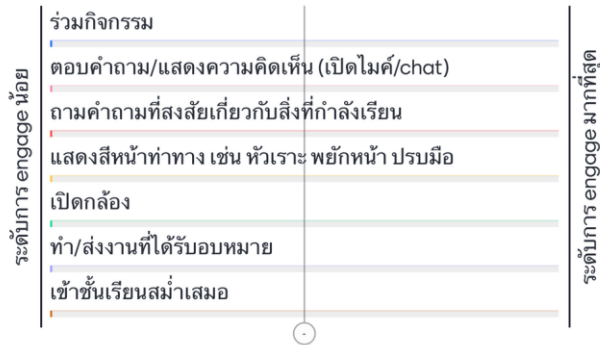 ร่วมกิจกรรม
ตอบคำถาม/แสดงความคิดเห็น (เปิดไมค์/chat)
ถามคำถามที่สงสัยเกี่ยวกับสิ่งที่กำลังเรียน
แสดงสีหน้าท่าทาง เช่น หัวเราะ พยักหน้า ปรบมือ
เปิดกล้อง
ทำ/ส่งงานที่ได้รับอบหมาย
เข้าชั้นเรียนสม่ำเสมอ
ระดับการ engage น้อย
ระดับการ engage มากที่สุด
-